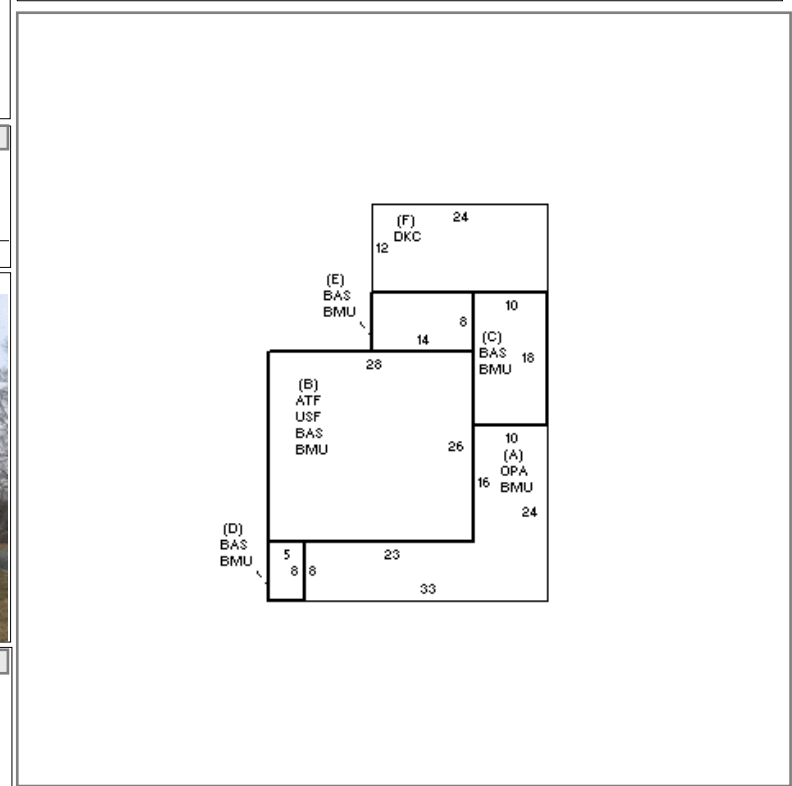 (F)
DKC
24
12
(E)
BAS
BMU
8
14
10
(C)
BAS
BMU
18
28
(B)
ATF
USF
BAS
BMU
26
10
(A)
OPA
BMU
16
24
(D)
BAS
BMU
5
8
8
23
33